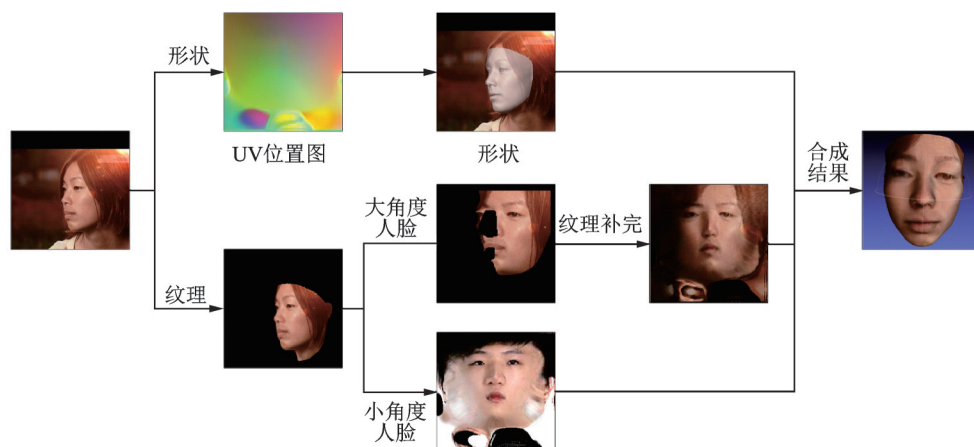 形状
UV位置图
形状
合成
结果
大角度
人脸
纹理补完
纹理
小角度
人脸